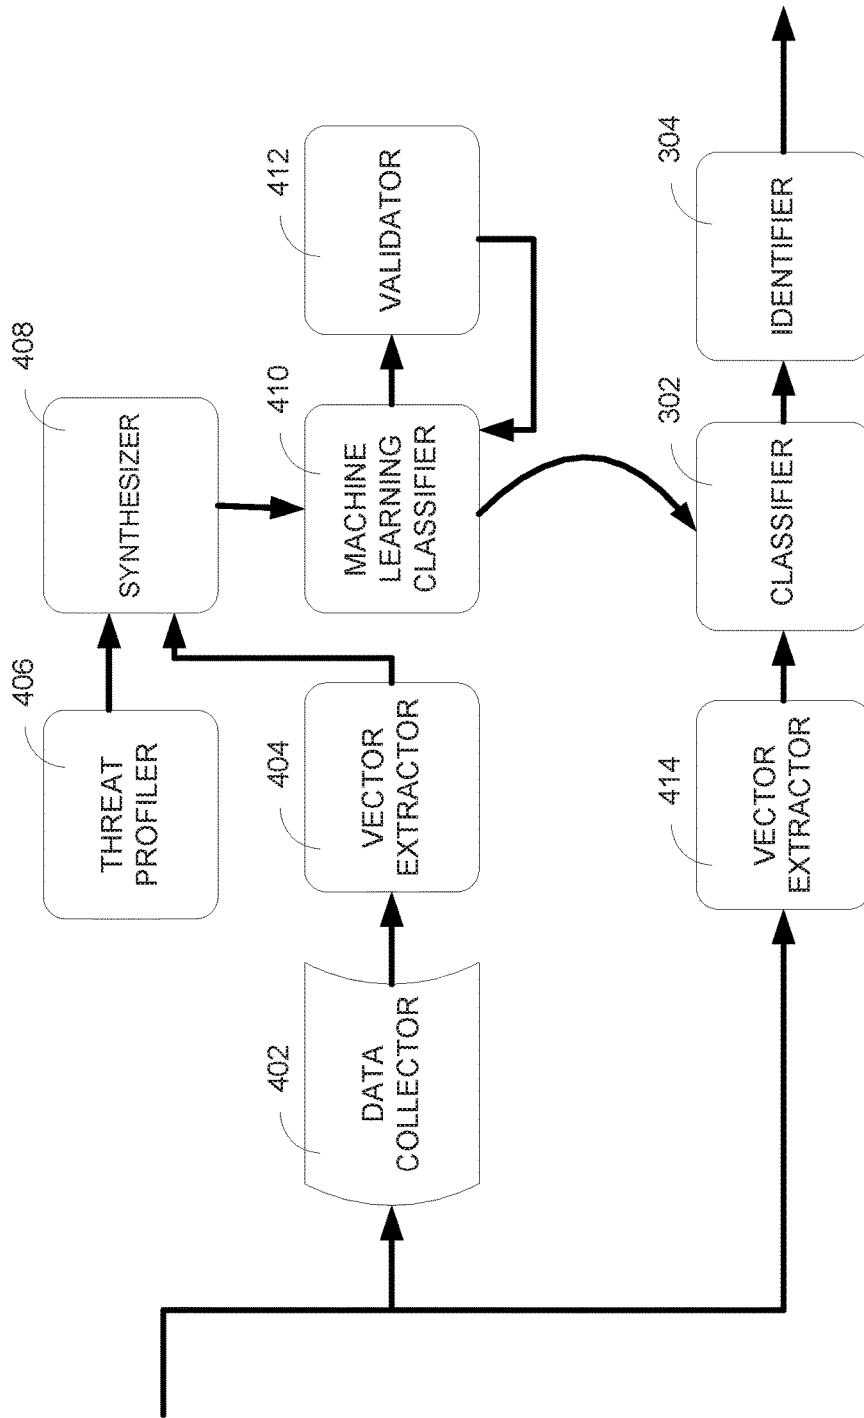 406
THREAT
PROFILER
408
SYNTHESIZER
402
DATA
COLLECTOR
404
VECTOR
EXTRACTOR
410
MACHINE
LEARNING
CLASSIFIER
412
VALIDATOR
414
VECTOR
EXTRACTOR
302
CLASSIFIER
304
IDENTIFIER